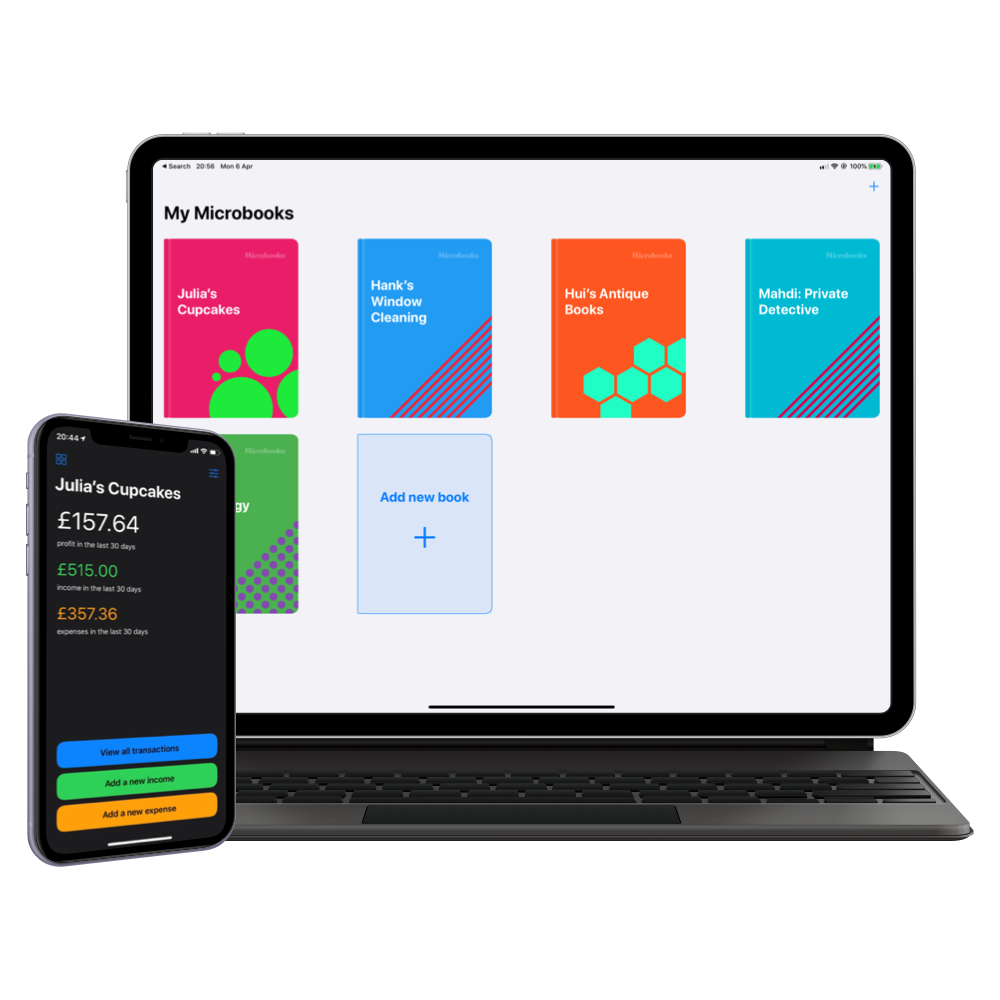 Search 20:56 Mon 6 Apr
100%
My Microbooks
Microbooks
Julia's
Cupcakes
Microbooks
Hank's
Window
Cleaning
Microbooks
Hui's Antique
Books
Microbooks
Mahdi: Private
Detective
Microbooks
gy
Add new book
20:44
Julia's Cupcakes
£157.64
profit in the last 30 days
£515.00
income in the last 30 days
£357.36
expenses in the last 30 days
View all transactions
Add a new income
Add a new expense